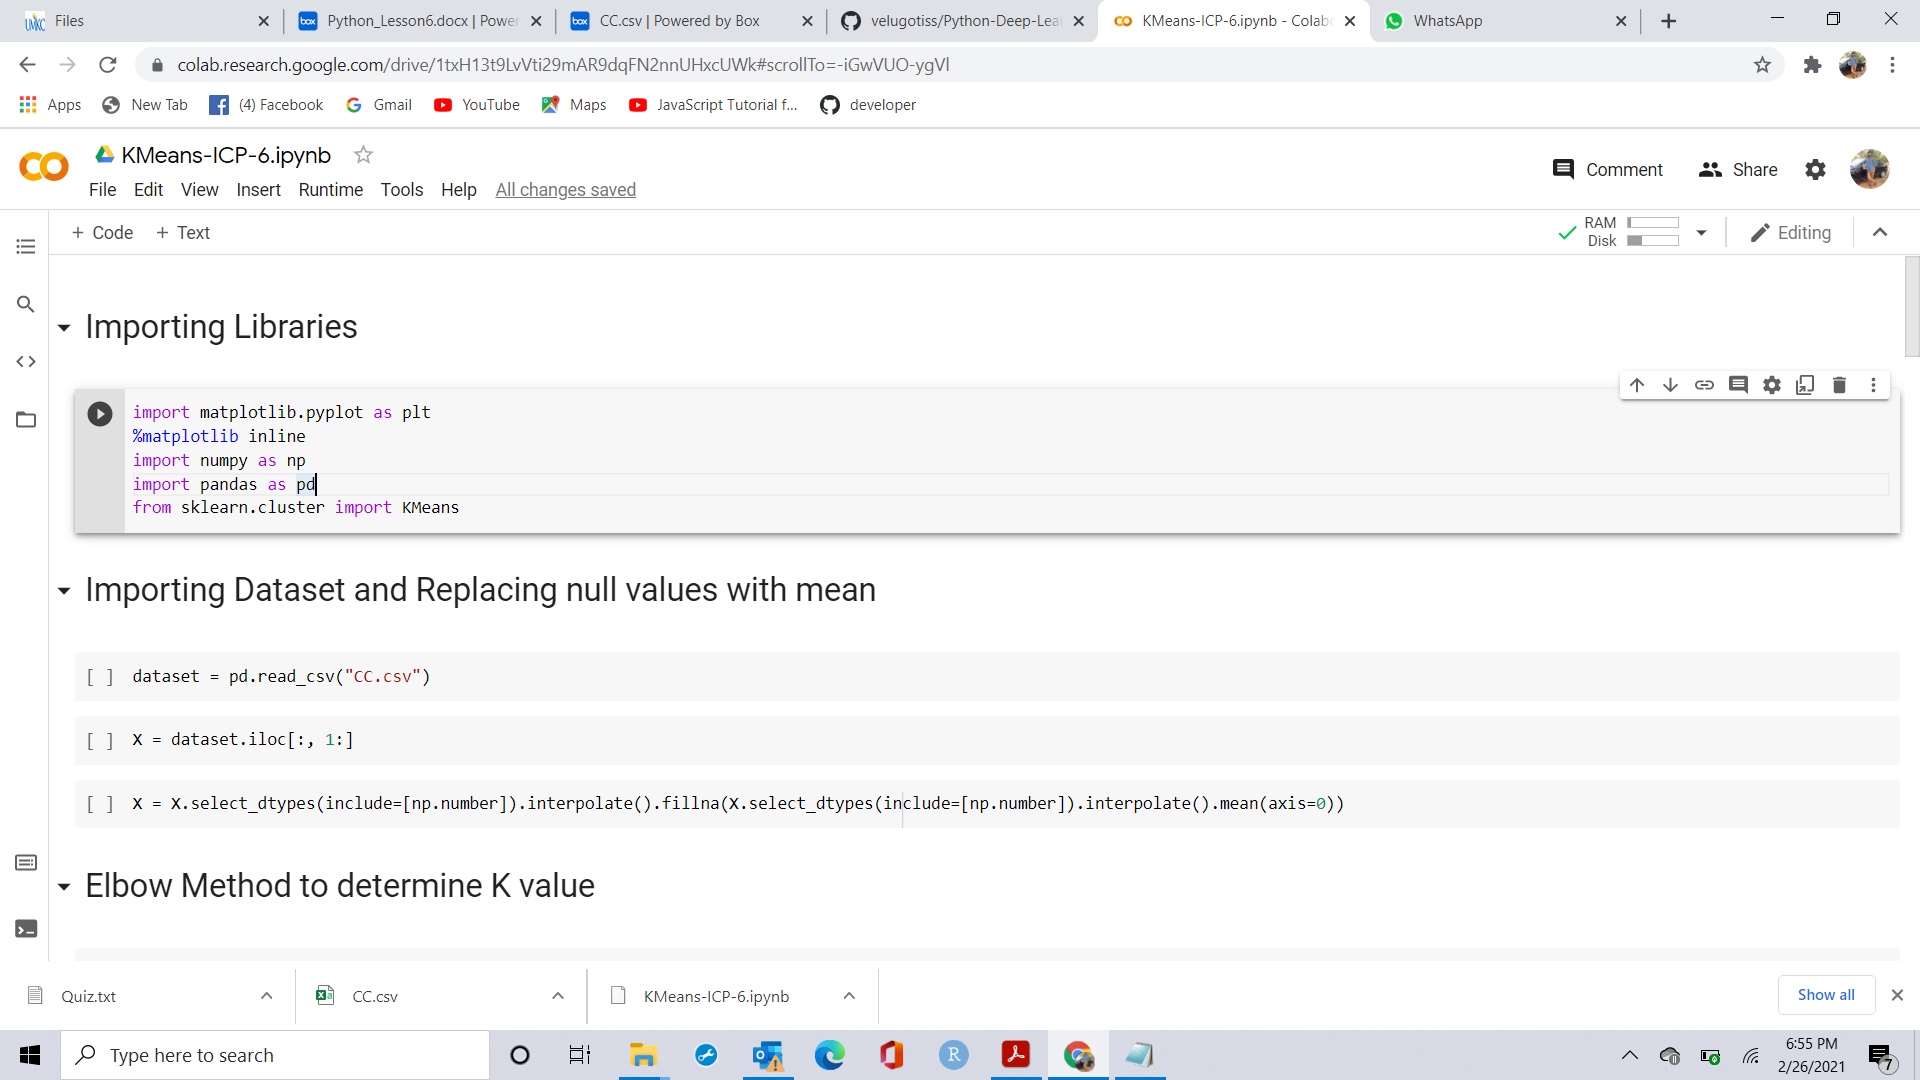 UMKC Files
box Python_Lesson6.docx | Power
box CC.csv | Powered by Box
velugotiss/Python-Deep-Lea
KMeans-ICP-6.ipynb - Colabo
WhatsApp
colab.research.google.com/drive/1txH13t9LvVti29mAR9dqFN2nnUHxcUWk#scrollTo=-iGwVUO-ygVl
Apps New Tab (4) Facebook Gmail YouTube Maps JavaScript Tutorial f... developer
KMeans-ICP-6.ipynb
Comment Share
File Edit View Insert Runtime Tools Help All changes saved
+ Code + Text
RAM
Disk
Editing
Importing Libraries
import matplotlib.pyplot as plt
%matplotlib inline
import numpy as np
import pandas as pd
from sklearn.cluster import KMeans
Importing Dataset and Replacing null values with mean
[ ] dataset = pd.read_csv("CC.csv")
[ ] X = dataset.iloc[:, 1:]
[ ] X = X.select_dtypes(include=[np.number]).interpolate().fillna(X.select_dtypes(include=[np.number]).interpolate().mean(axis=0))
Elbow Method to determine K value
Quiz.txt CC.csv KMeans-ICP-6.ipynb Show all
Type here to search
R
6:55 PM
2/26/2021
7